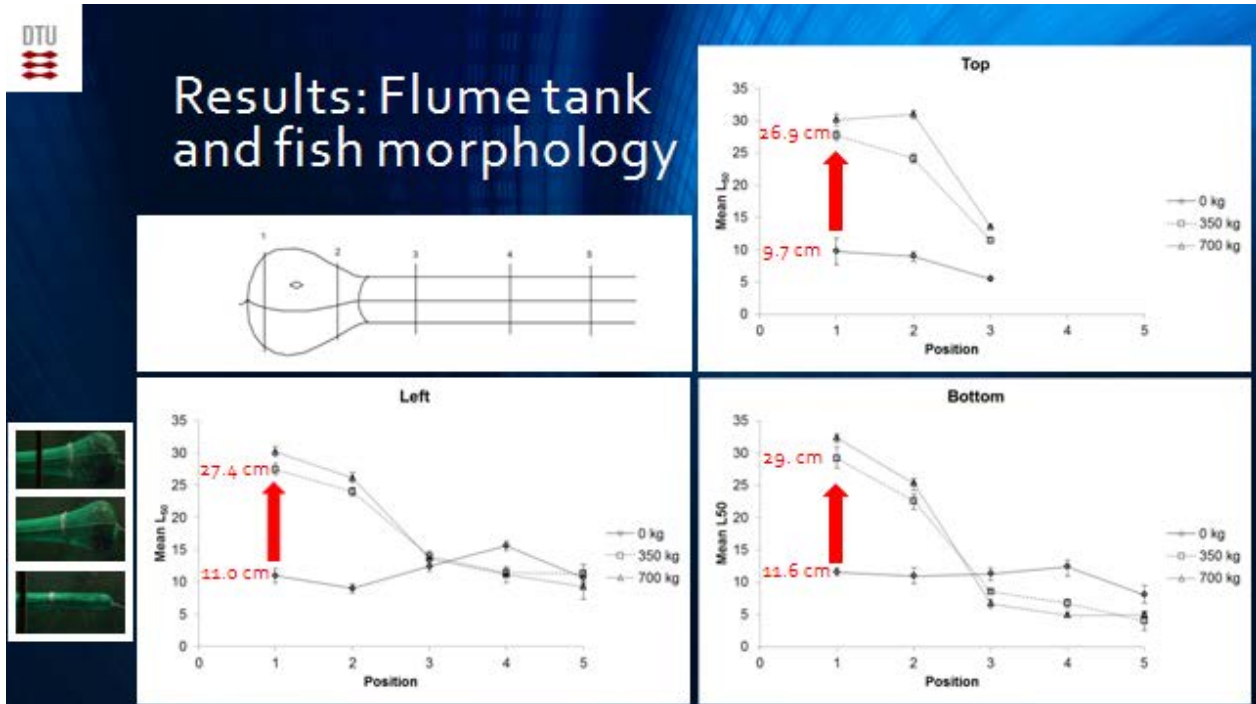 DTU
Results: Flume tank
and fish morphology
1
2
3
4
5
Top
35
30
25
20
15
10
5
0
Mean L50
26.9 cm
9.7 cm
0 kg
350 kg
700 kg
0 1 2 3 4 5
Position
Left
35
30
25
20
15
10
5
0
Mean L50
27.4 cm
11.0 cm
0 kg
350 kg
700 kg
0 1 2 3 4 5
Position
Bottom
35
30
25
20
15
10
5
0
Mean L50
29. cm
11.6 cm
0 kg
350 kg
700 kg
0 1 2 3 4 5
Position